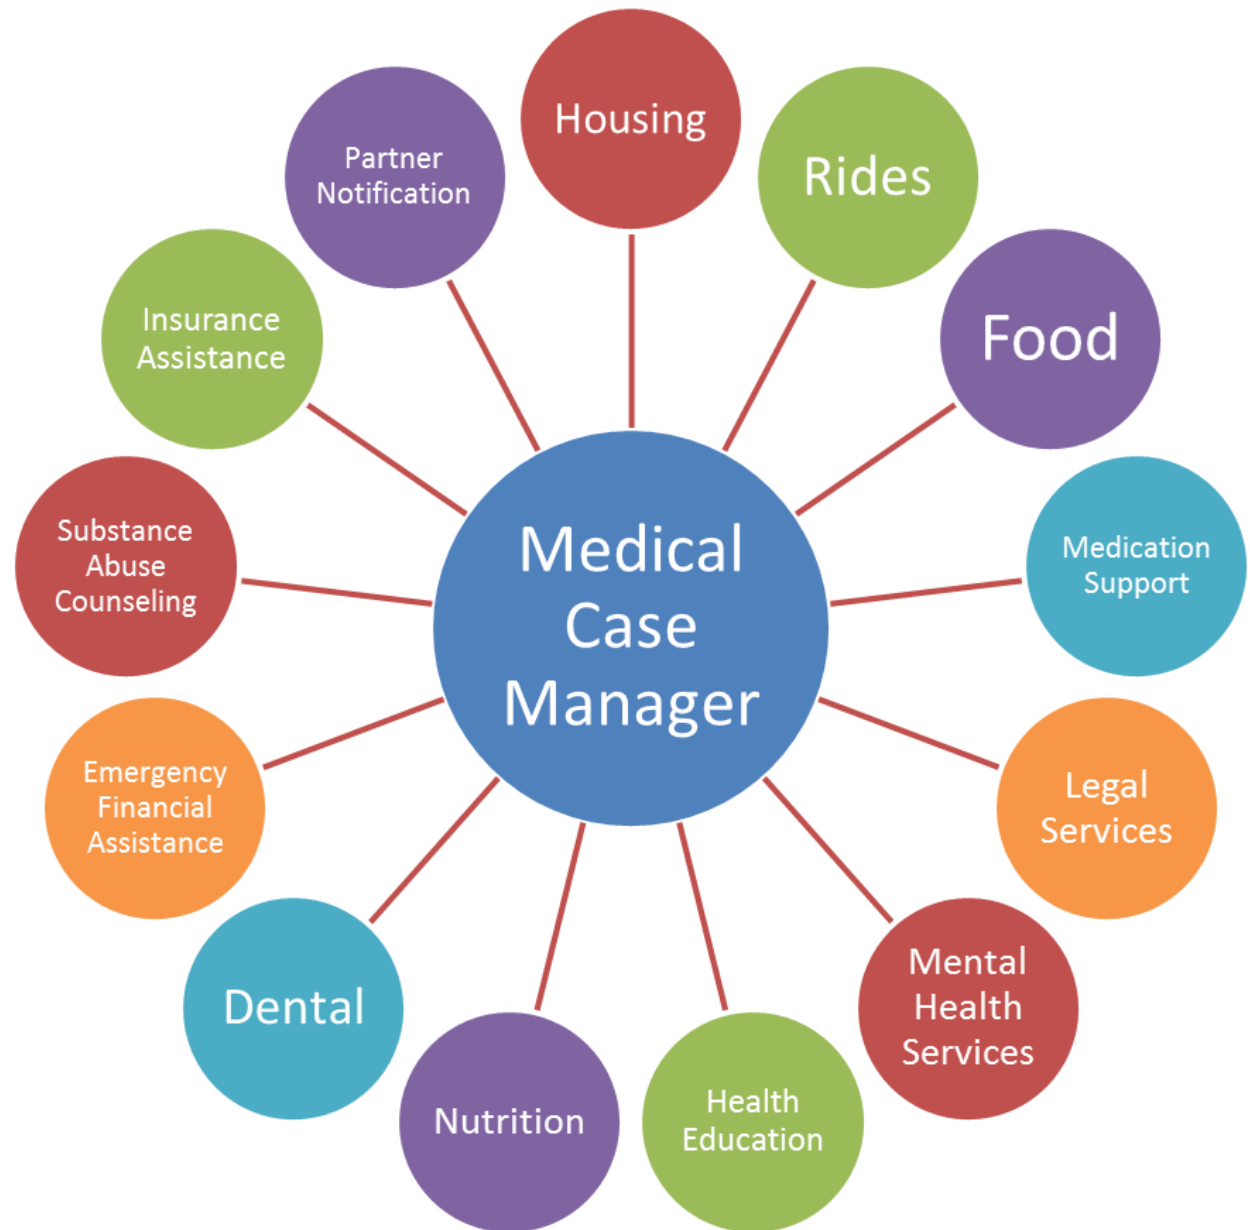 Housing
Rides
Food
Medication
Support
Legal
Services
Mental
Health
Services
Health
Education
Nutrition
Dental
Emergency
Financial
Assistance
Substance
Abuse
Counseling
Insurance
Assistance
Partner
Notification
Medical
Case
Manager